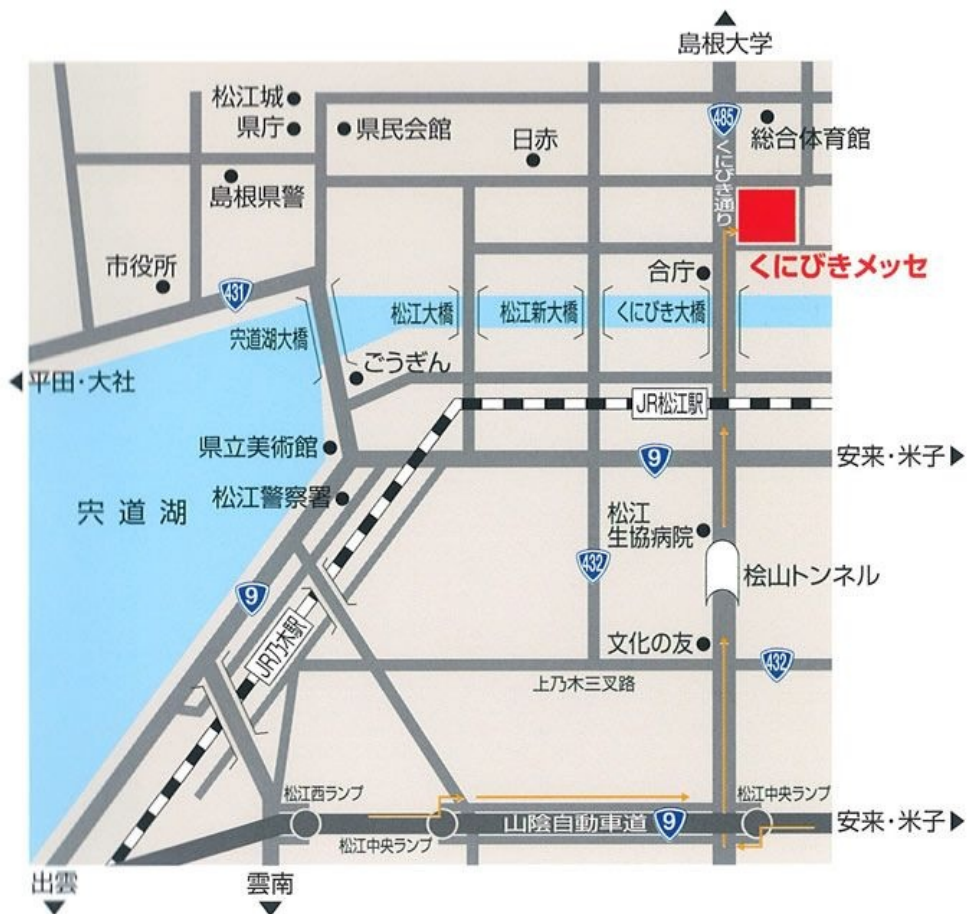 島根大学
松江城
県庁
県民会館
日赤
485
総合体育館
くにびき通り
島根県警
市役所
431
合庁
くにびきメッセ
宍道湖大橋
松江大橋
松江新大橋
くにびき大橋
平田・大社
ごうぎん
JR松江駅
県立美術館
9
安来・米子
松江警察署
宍道湖
松江
生協病院
432
桧山トンネル
9
JR乃木駅
文化の友
432
上乃木三叉路
松江西ランプ
松江中央ランプ
山陰自動車道
9
松江中央ランプ
安来・米子
出雲
雲南